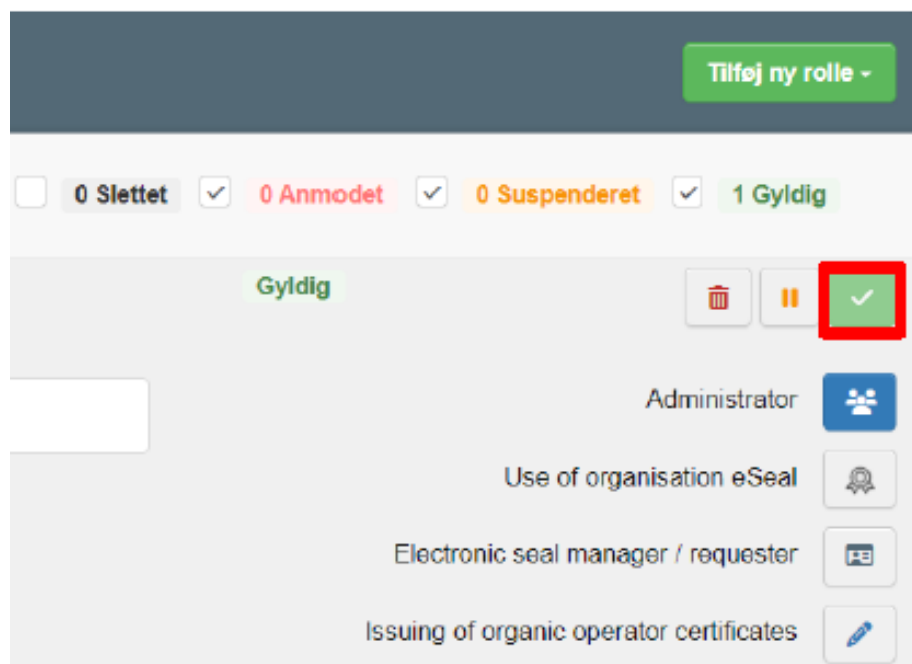 Tilføj ny rolle
0 Slettet 0 Anmodet 0 Suspenderet 1 Gyldig
Gyldig
Administrator
Use of organisation eSeal
Electronic seal manager / requester
Issuing of organic operator certificates